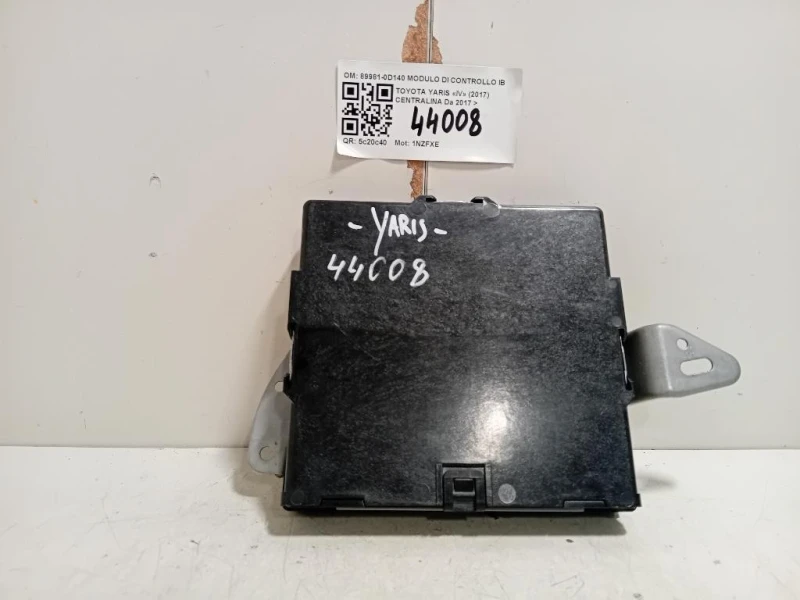 OM: 89981-0D140 MODULO DI CONTROLLO IB
TOYOTA YARIS «IV» (2017)
CENTRALINA Da 2017 >
44008
QR: 5c20c40 Mot: 1NZFXE
- YARIS -
44008